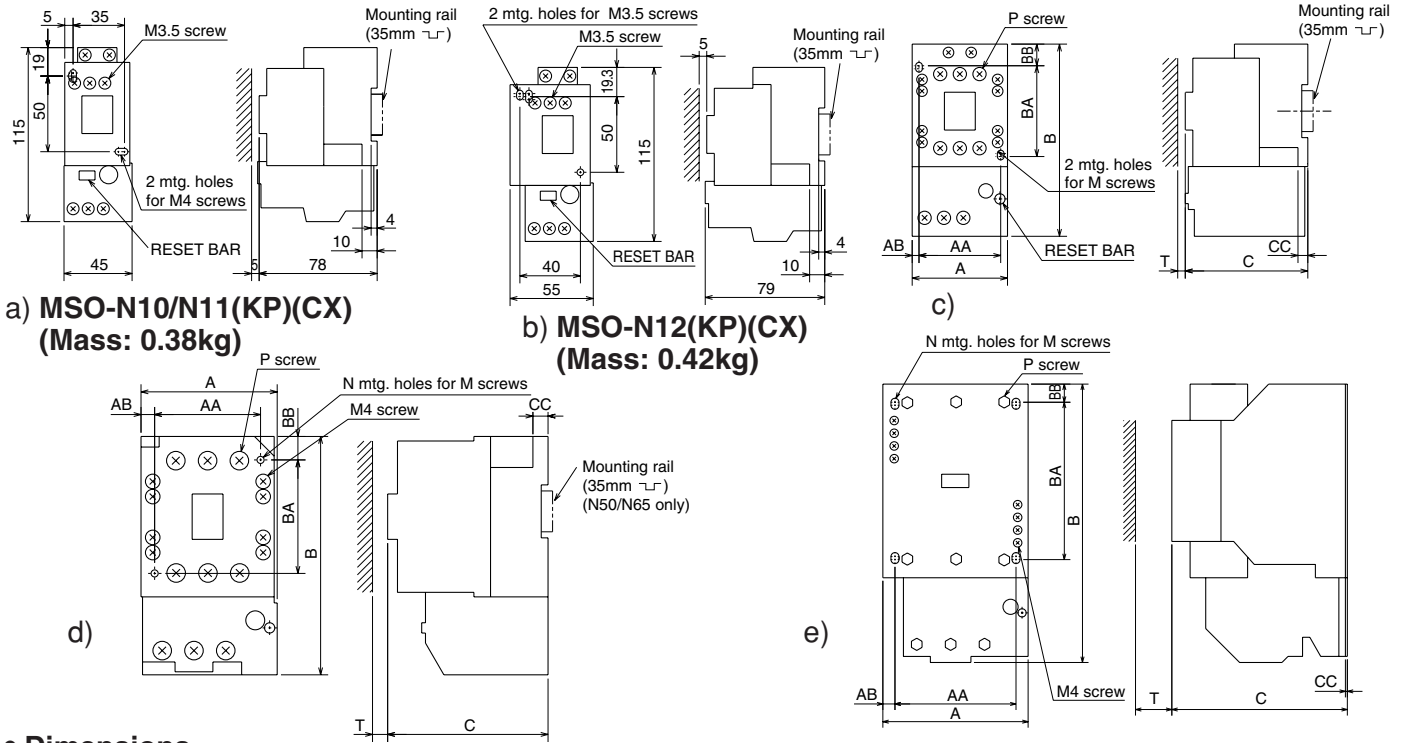 5 35
M3.5 screw
Mounting rail
(35mm )
19
50
115
2 mtg. holes
for M4 screws
RESET BAR
45
5
78
10
4
a) MSO-N10/N11(KP)(CX)
(Mass: 0.38kg)
2 mtg. holes for M3.5 screws
M3.5 screw
Mounting rail
(35mm )
5
19.3
50
115
RESET BAR
40
55
4
10
79
b) MSO-N12(KP)(CX)
(Mass: 0.42kg)
P screw
Mounting rail
(35mm )
BB
BA
B
2 mtg. holes
for M screws
RESET BAR
AB
AA
A
T
C
CC
c)
P screw
N mtg. holes for M screws
M4 screw
A
AB
AA
BB
BA
B
CC
Mounting rail
(35mm )
(N50/N65 only)
T
C
d)
N mtg. holes for M screws
P screw
BB
BA
B
M4 screw
AB
AA
A
T
C
CC
e)